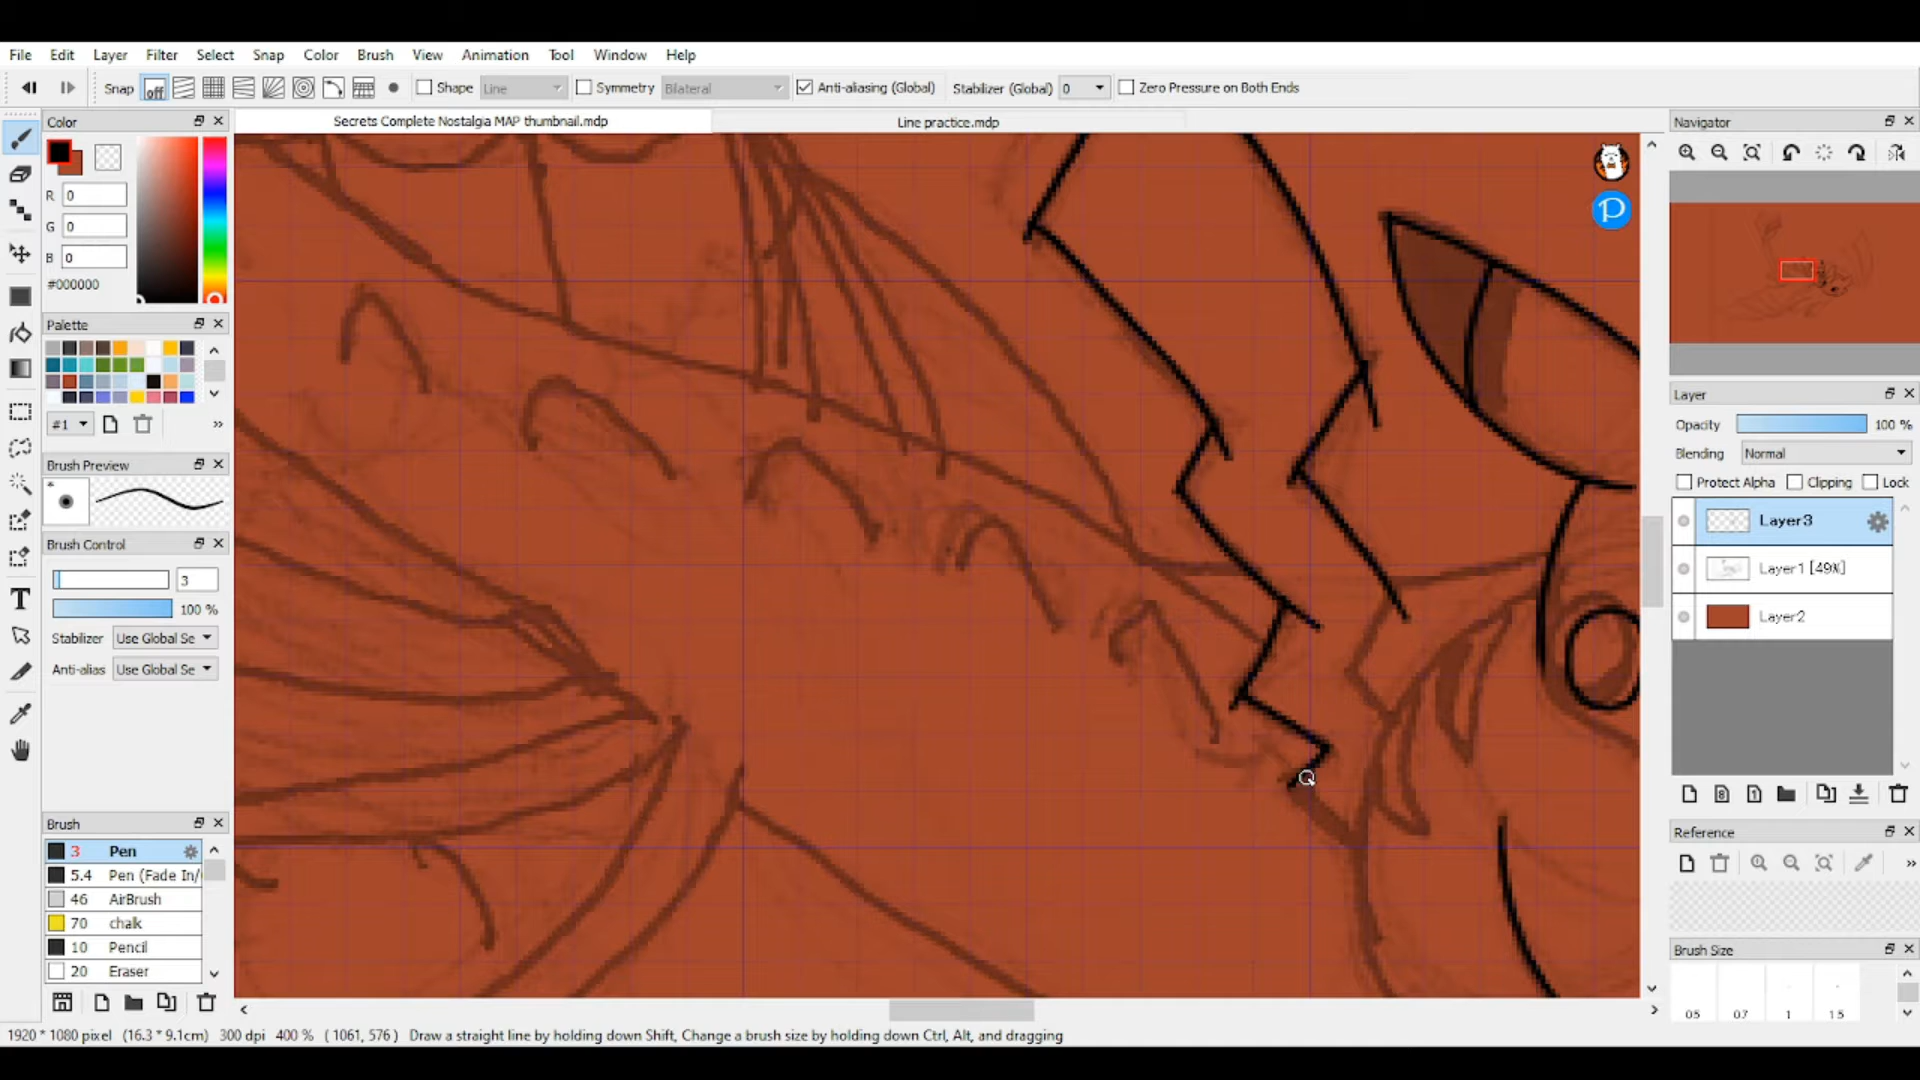 File Edit Layer Filter Select Snap Color Brush View Animation Tool Window Help
Snap off Shape Line Symmetry Bilateral Anti-aliasing (Global) Stabilizer (Global) 0 Zero Pressure on Both Ends
Color
R 0
G 0
B 0
#000000
Palette
#1
Brush Preview
*
Brush Control
3
100 %
Stabilizer Use Global Se
Anti-alias Use Global Se
Brush
3 Pen
5.4 Pen (Fade In/
46 AirBrush
70 chalk
10 Pencil
20 Eraser
T
Secrets Complete Nostalgia MAP thumbnail.mdp
Line practice.mdp
P
Navigator
Layer
Opacity 100 %
Blending Normal
Protect Alpha Clipping Lock
Layer3
Layer1 [49%]
Layer2
8 1
Reference
Brush Size
0.5 0.7 1 1.5
1920 * 1080 pixel (16.3 * 9.1cm) 300 dpi 400 % ( 1061, 576 ) Draw a straight line by holding down Shift, Change a brush size by holding down Ctrl, Alt, and dragging